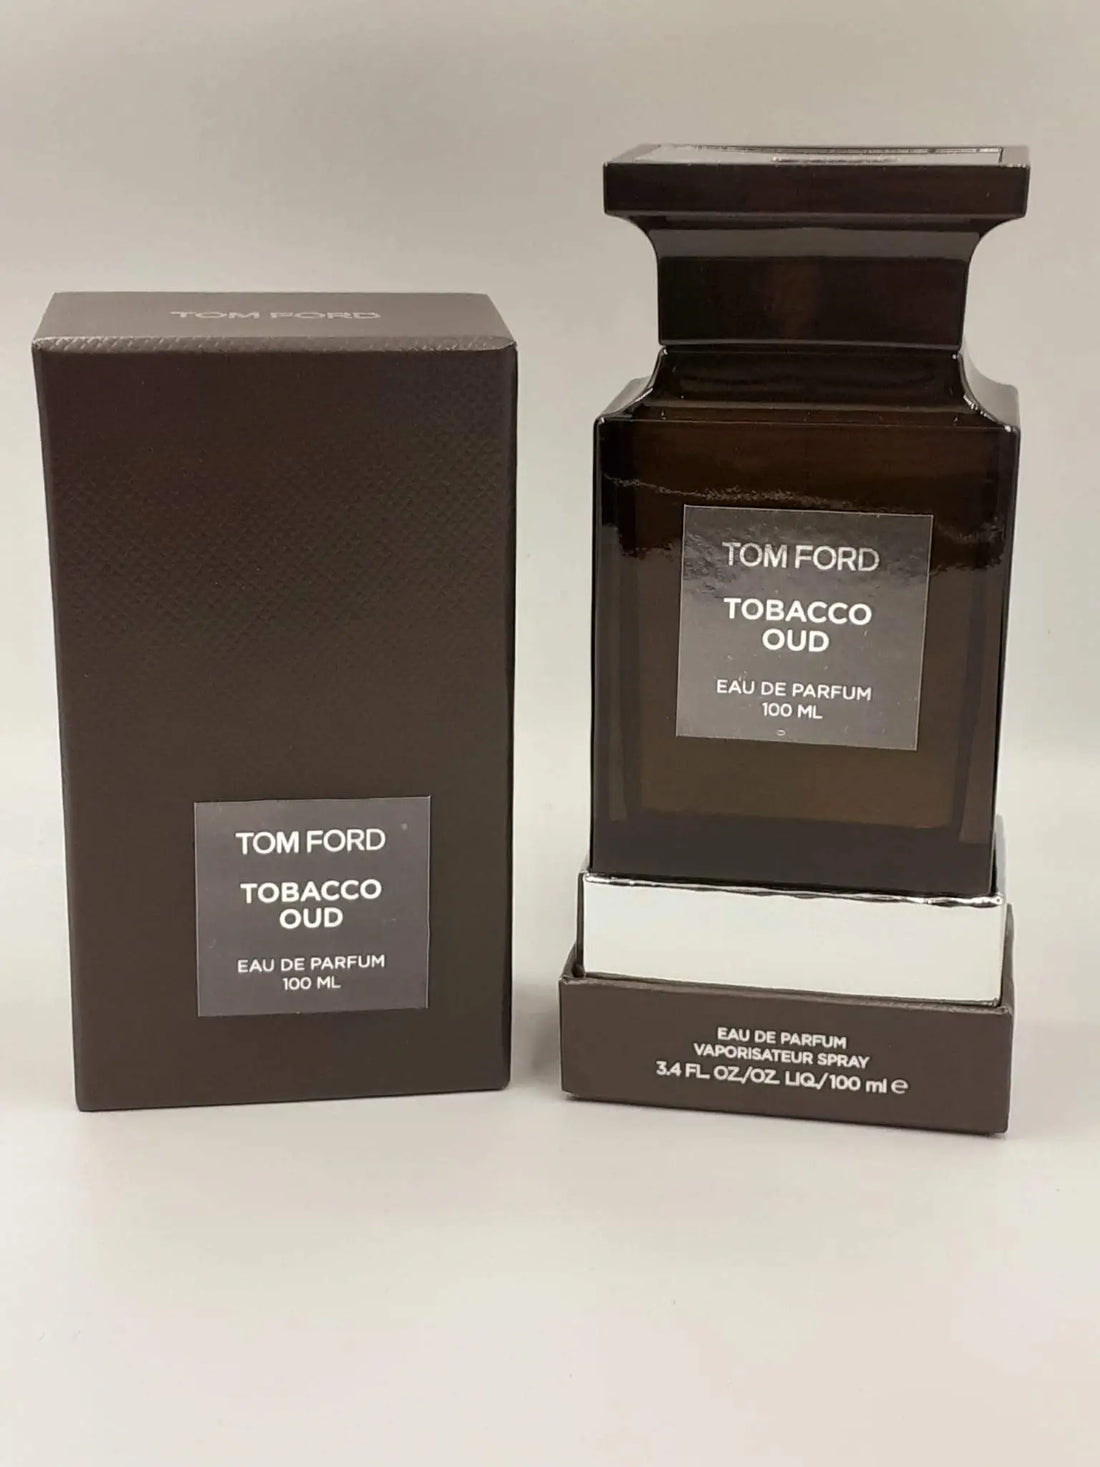 TOM FORD
TOM FORD
TOBACCO
OUD
EAU DE PARFUM
100 ML
TOM FORD
TOBACCO
OUD
EAU DE PARFUM
100 ML
EAU DE PARFUM
VAPORISATEUR SPRAY
3.4 FL. OZ./OZ. LIQ./100 ml e